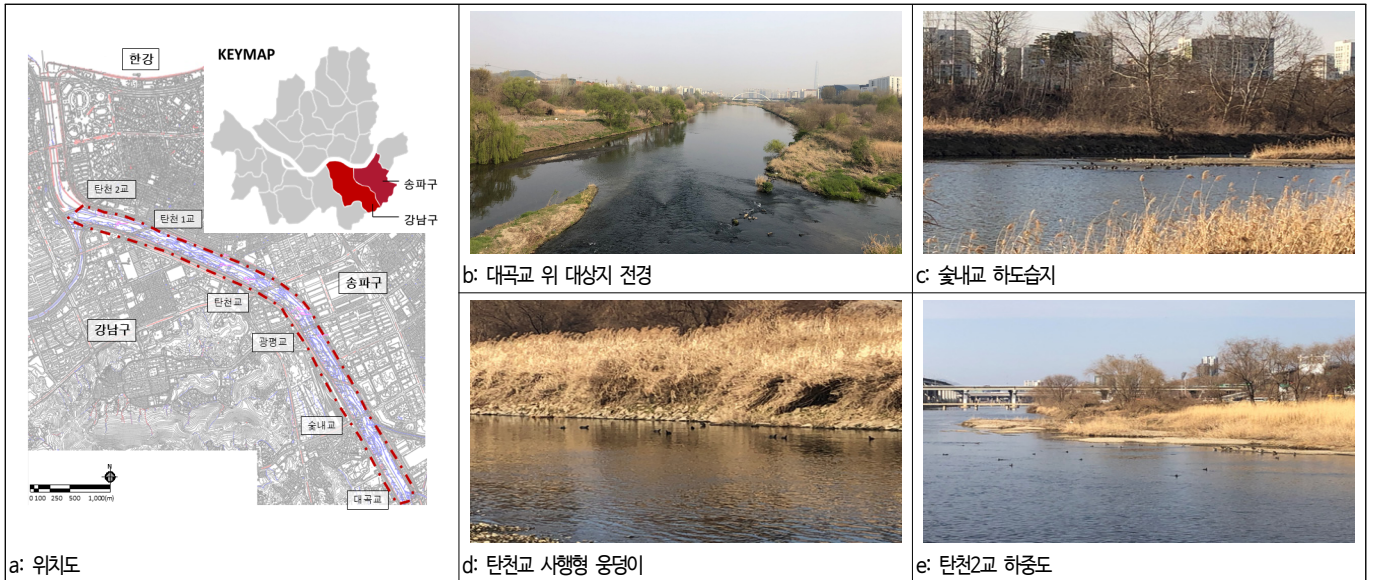 한강
KEYMAP
송파구
강남구
탄천 2교
탄천 1교
송파구
탄천교
강남구
광평교
숯내교
N
0 100 250 500 1,000(m)
대곡교
a: 위치도
b: 대곡교 위 대상지 전경
c: 숯내교 하도습지
d: 탄천교 사행형 웅덩이
e: 탄천2교 하중도